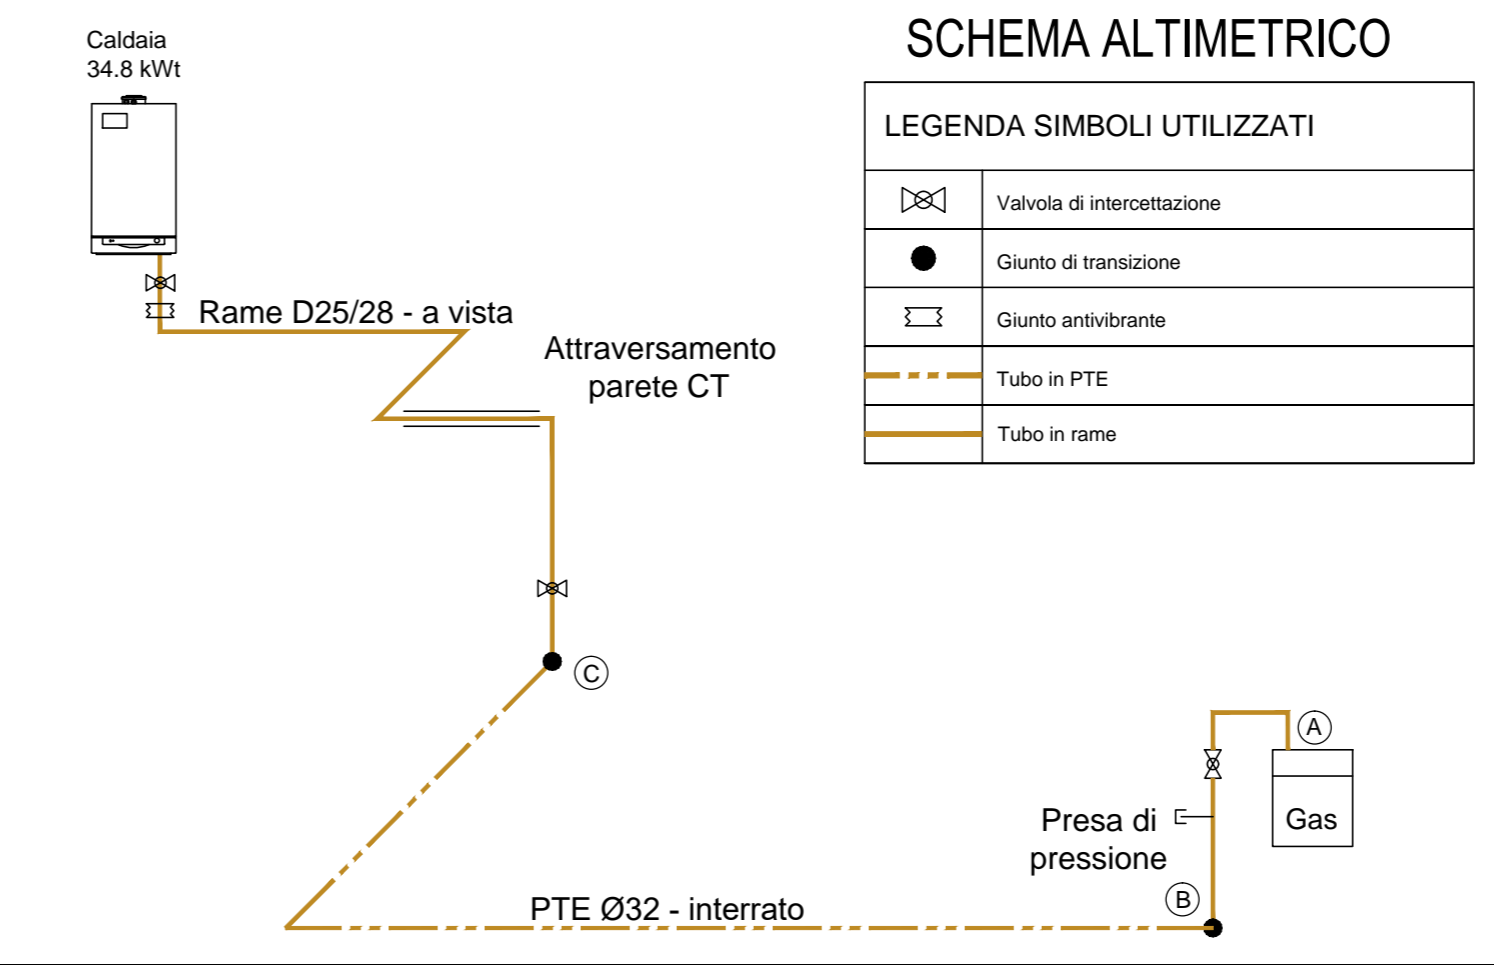 SCHEMA ALTIMETRICO
Caldaia
34.8 kWt
LEGENDA SIMBOLI UTILIZZATI
Valvola di intercettazione
Giunto di transizione
Giunto antivibrante
Tubo in PTE
Tubo in rame
Rame D25/28 - a vista
Attraversamento
parete CT
C
A
Gas
Presa di
pressione
B
PTE Ø32 - interrato